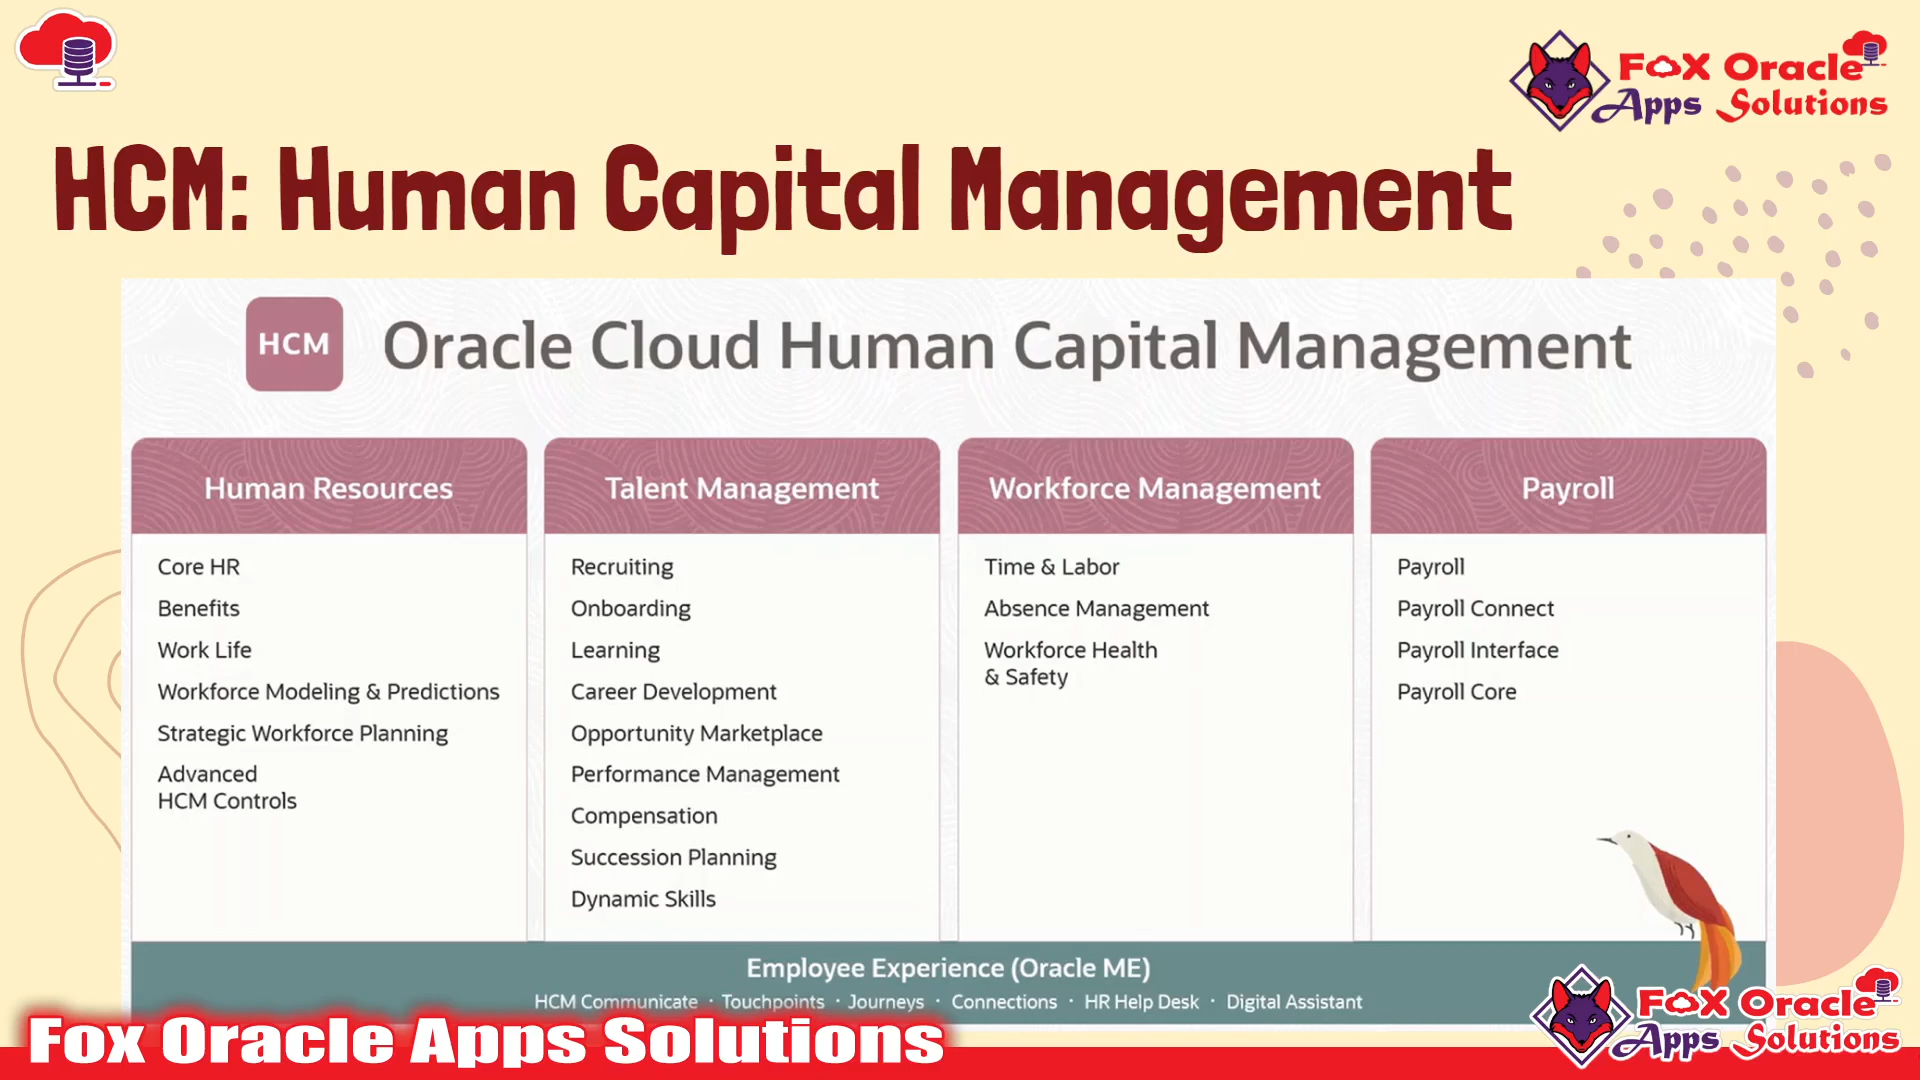 FoX Oracle
Apps Solutions
HCM: Human Capital Management
HCM
Oracle Cloud Human Capital Management
Human Resources
Core HR
Benefits
Work Life
Workforce Modeling & Predictions
Strategic Workforce Planning
Advanced
HCM Controls
Talent Management
Recruiting
Onboarding
Learning
Career Development
Opportunity Marketplace
Performance Management
Compensation
Succession Planning
Dynamic Skills
Workforce Management
Time & Labor
Absence Management
Workforce Health
& Safety
Payroll
Payroll
Payroll Connect
Payroll Interface
Payroll Core
Employee Experience (Oracle ME)
HCM Communicate · Touchpoints · Journeys · Connections · HR Help Desk · Digital Assistant
Fox Oracle Apps Solutions
FoX Oracle
Apps Solutions